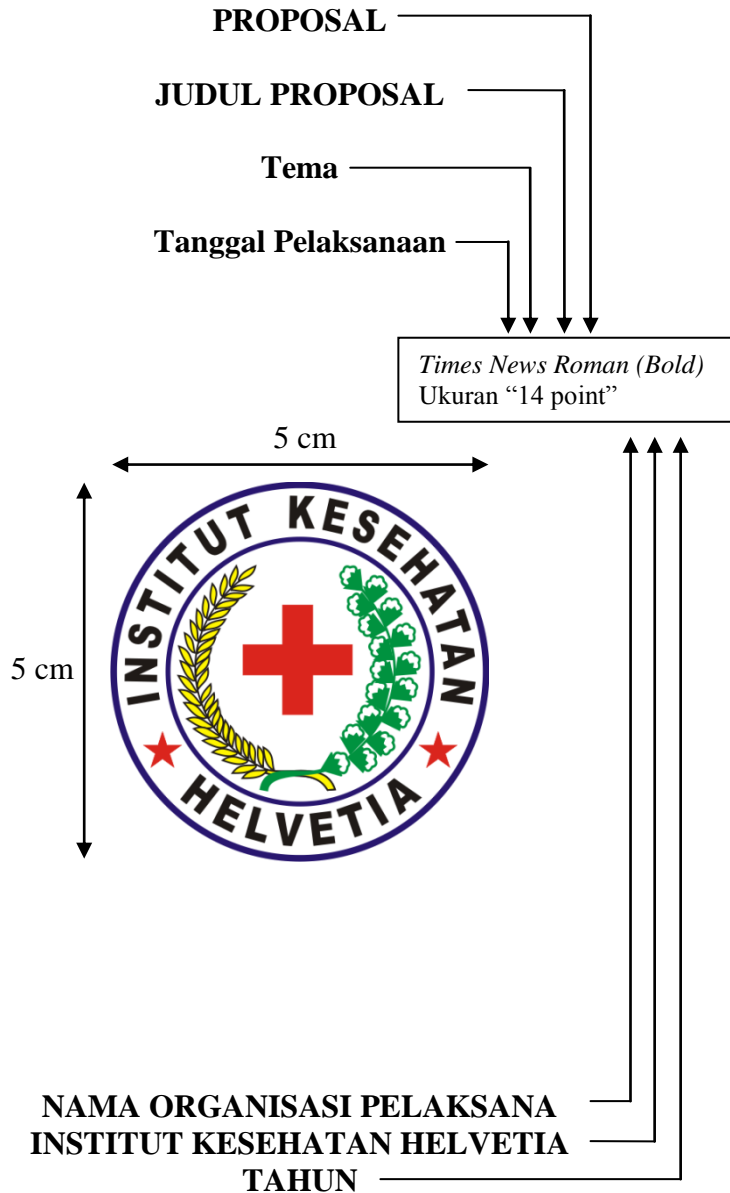 PROPOSAL
JUDUL PROPOSAL
Tema
Tanggal Pelaksanaan
Times News Roman (Bold)
Ukuran “14 point”
5 cm
5 cm
INSTITUT KESEHATAN
HELVETIA
NAMA ORGANISASI PELAKSANA
INSTITUT KESEHATAN HELVETIA
TAHUN